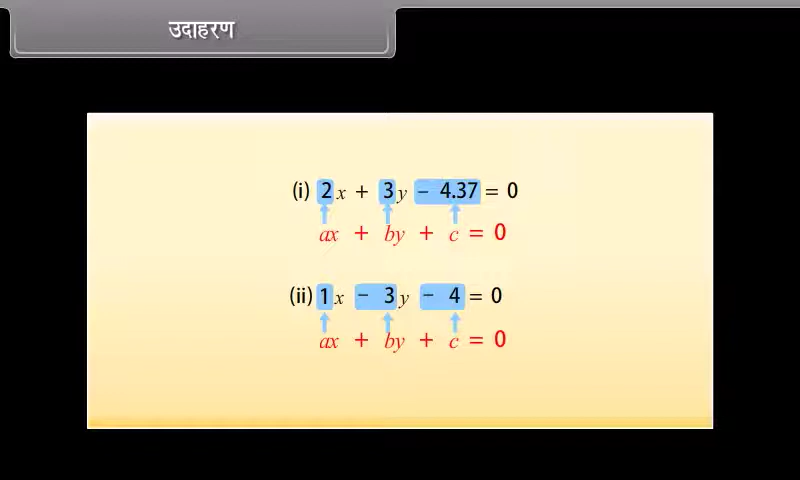 उदाहरण
(i) 2x + 3y – 4.37 = 0
ax + by + c = 0
(ii) 1x – 3y – 4 = 0
ax + by + c = 0